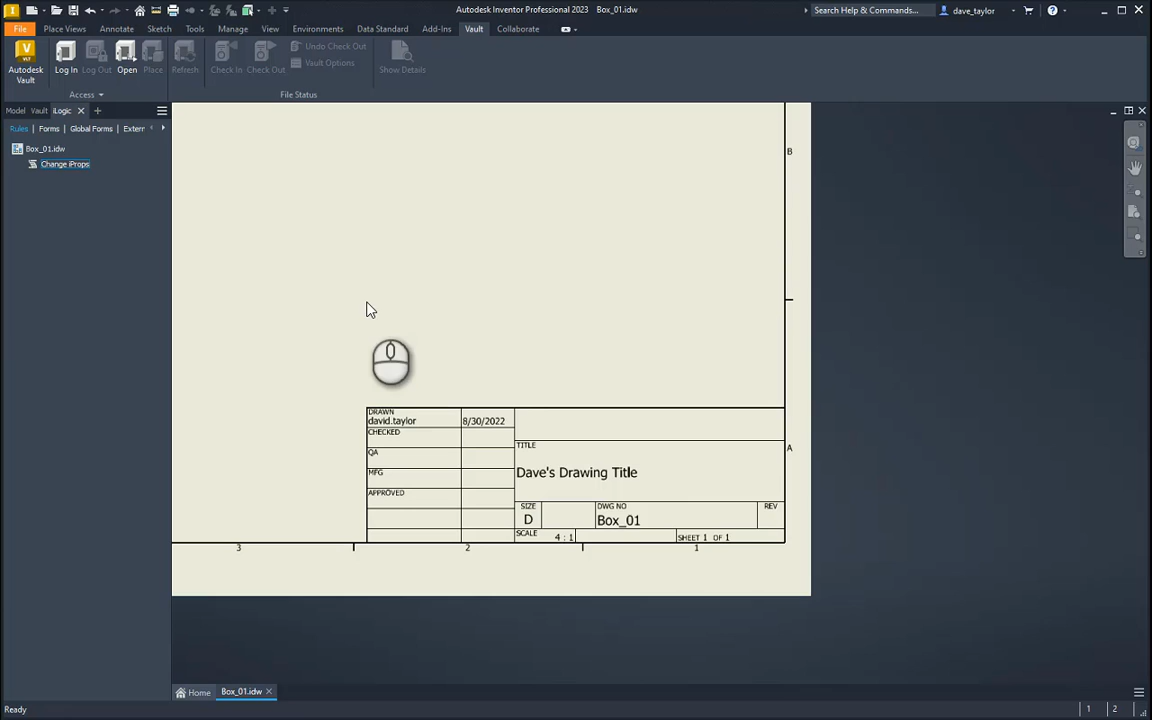 Autodesk Inventor Professional 2023 Box_01.idw
Search Help & Commands...
dave_taylor
File Place Views Annotate Sketch Tools Manage View Environments Data Standard Add-Ins Vault Collaborate
Autodesk
Vault
Log In
Log Out
Open
Place
Refresh
Check In
Check Out
Undo Check Out
Vault Options
Show Details
Access
File Status
Model Vault iLogic
Rules Forms Global Forms Extern
Box_01.idw
Change iProps
B
A
DRAWN
david.taylor
8/30/2022
CHECKED
QA
MFG
APPROVED
TITLE
Dave's Drawing Title
SIZE
D
DWG NO
Box_01
REV
SCALE
4 : 1
SHEET 1 OF 1
3
2
1
Home
Box_01.idw
Ready
1
2